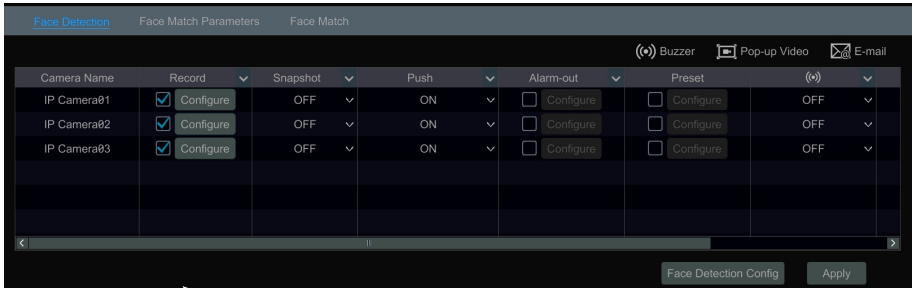 Face Detection Face Match Parameters Face Match
Buzzer Pop-up Video E-mail
Camera Name Record Snapshot Push Alarm-out Preset
IP Camera01 Configure OFF ON Configure Configure OFF
IP Camera02 Configure OFF ON Configure Configure OFF
IP Camera03 Configure OFF ON Configure Configure OFF
Face Detection Config Apply